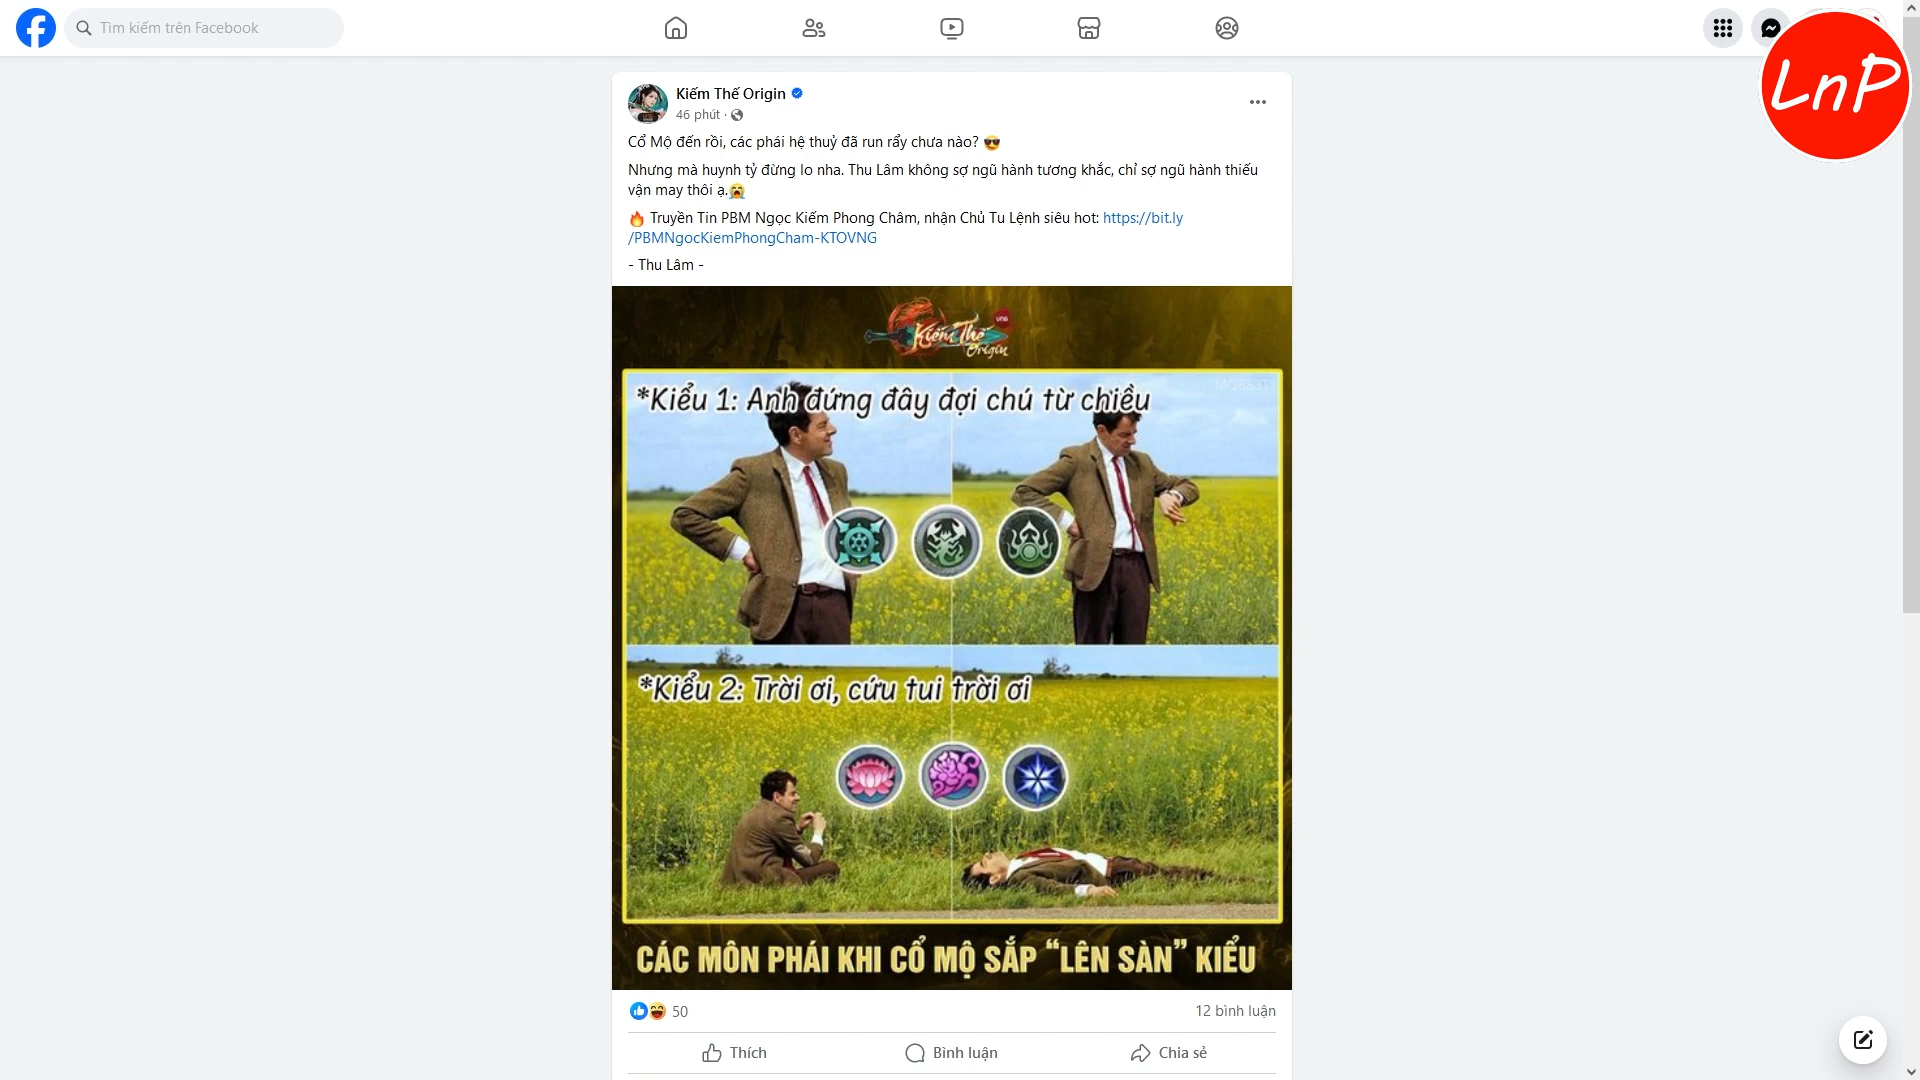 Tìm kiếm trên Facebook
LnP
Kiếm Thế Origin
46 phút ·
Cổ Mộ đến rồi, các phái hệ thuỷ đã run rẩy chưa nào? 😎
Nhưng mà huynh tỷ đừng lo nha. Thu Lâm không sợ ngũ hành tương khắc, chỉ sợ ngũ hành thiếu
vận may thôi ạ.😭
🔥 Truyền Tin PBM Ngọc Kiếm Phong Châm, nhận Chủ Tu Lệnh siêu hot: https://bit.ly
/PBMNgocKiemPhongCham-KTOVNG
- Thu Lâm -
VNG
Kiếm Thế
Origin
*Kiểu 1: Anh đứng đây đợi chú từ chiều
*Kiểu 2: Trời ơi, cứu tui trời ơi
CÁC MÔN PHÁI KHI CỔ MỘ SẮP “LÊN SÀN” KIỂU
50
12 bình luận
Thích
Bình luận
Chia sẻ